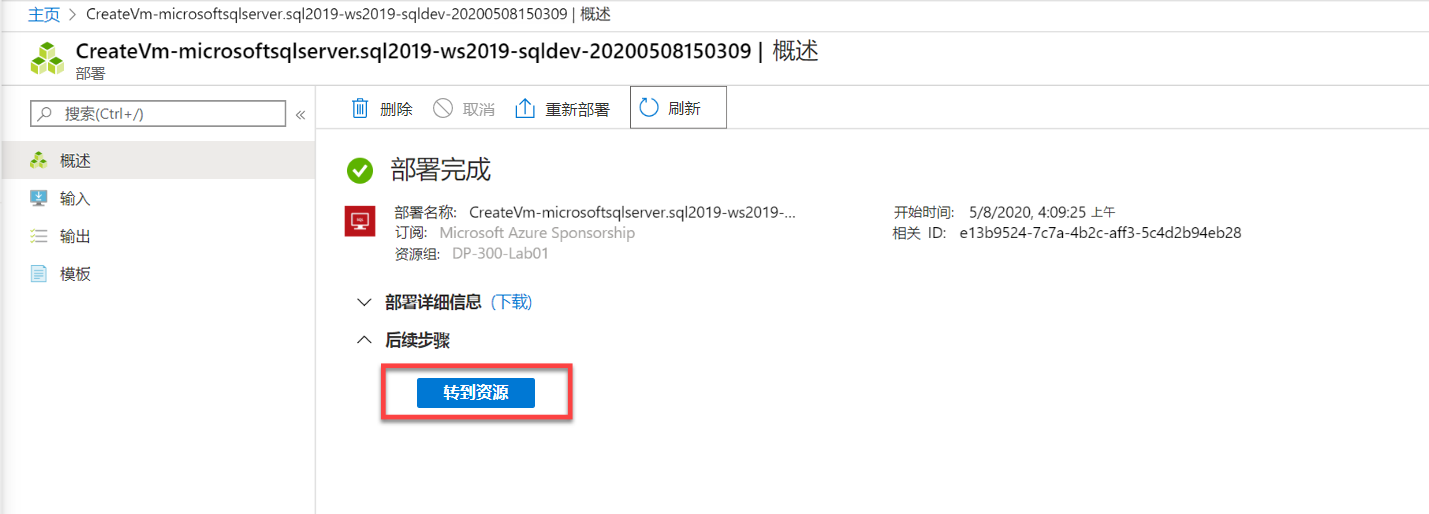 主页 > CreateVm-microsoftsqlserver.sql2019-ws2019-sqldev-20200508150309 | 概述
CreateVm-microsoftsqlserver.sql2019-ws2019-sqldev-20200508150309 | 概述
部署
搜索(Ctrl+/) «
删除 取消 重新部署 刷新
概述
输入
输出
模板
部署完成
部署名称: CreateVm-microsoftsqlserver.sql2019-ws2019-... 开始时间: 5/8/2020, 4:09:25 上午
订阅: Microsoft Azure Sponsorship 相关 ID: e13b9524-7c7a-4b2c-aff3-5c4d2b94eb28
资源组: DP-300-Lab01
部署详细信息 (下载)
后续步骤
转到资源